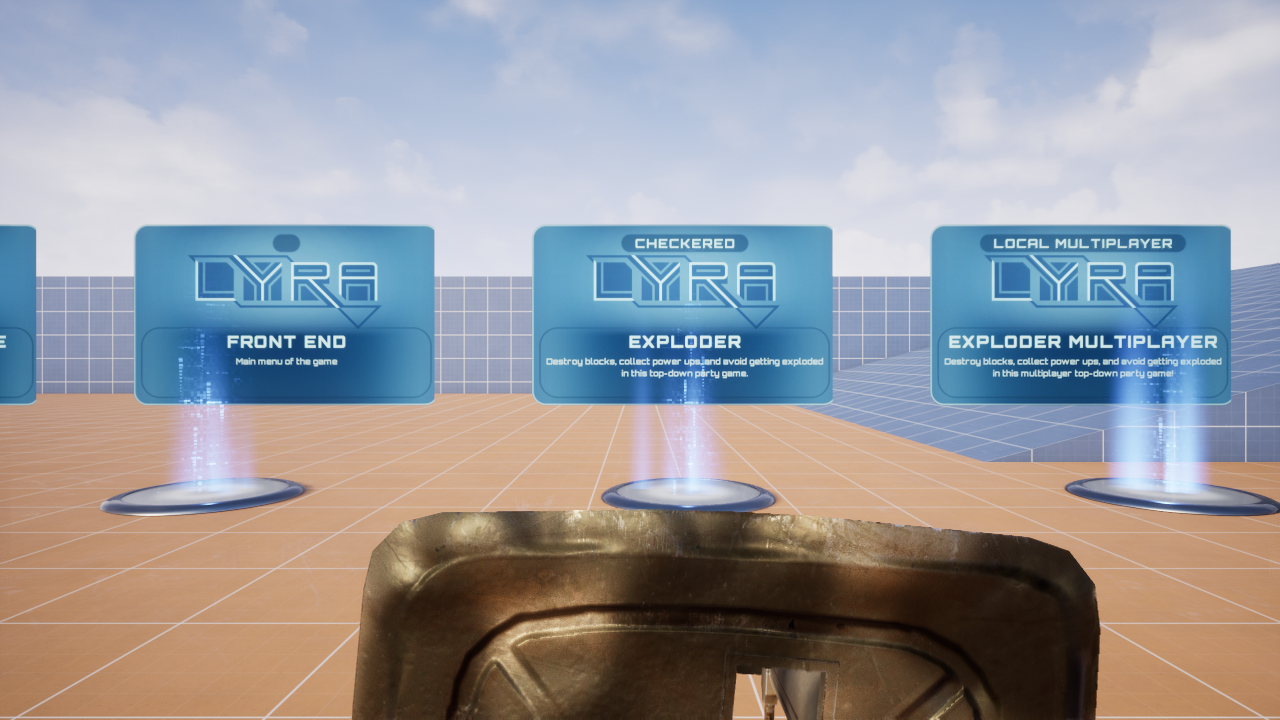 E
LYRA
FRONT END
Main menu of the game
CHECKERED
LYRA
EXPLODER
Destroy blocks, collect power ups, and avoid getting exploded
in this top-down party game.
LOCAL MULTIPLAYER
LYRA
EXPLODER MULTIPLAYER
Destroy blocks, collect power ups, and avoid getting exploded
in this multiplayer top-down party game!